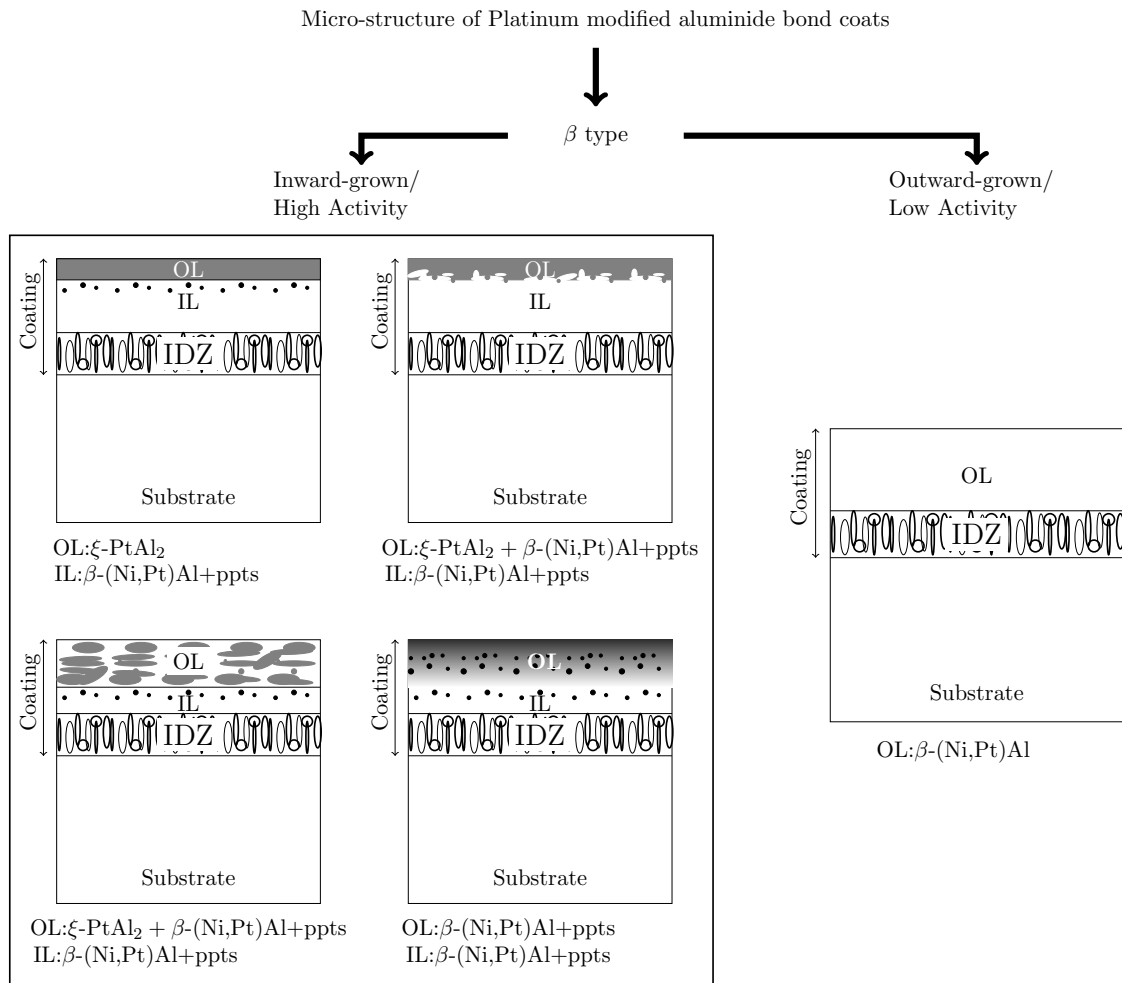 Micro-structure of Platinum modified aluminide bond coats
β type
Inward-grown/
High Activity
Outward-grown/
Low Activity
Coating
OL
IL
IDZ
Substrate
OL:ξ-PtAl₂
IL:β-(Ni,Pt)Al+ppts
Coating
OL
IL
IDZ
Substrate
OL:ξ-PtAl₂ + β-(Ni,Pt)Al+ppts
IL:β-(Ni,Pt)Al+ppts
Coating
OL
IL
IDZ
Substrate
OL:ξ-PtAl₂ + β-(Ni,Pt)Al+ppts
IL:β-(Ni,Pt)Al+ppts
Coating
OL
IL
IDZ
Substrate
OL:β-(Ni,Pt)Al+ppts
IL:β-(Ni,Pt)Al+ppts
Coating
OL
IDZ
Substrate
OL:β-(Ni,Pt)Al